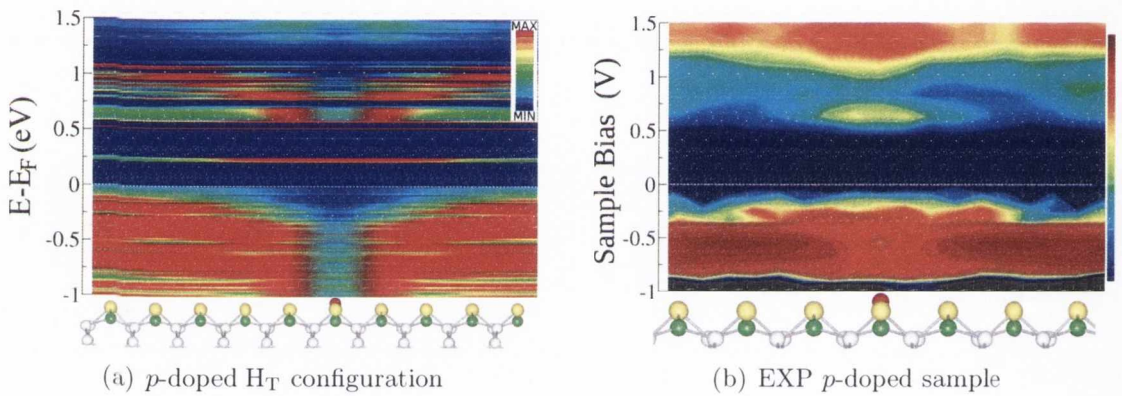 1.5
1
0.5
0
-0.5
-1
E-E_F (eV)
MAX
MIN
(a) p-doped H_T configuration
1.5
1
0.5
0
-0.5
-1
Sample Bias (V)
(b) EXP p-doped sample